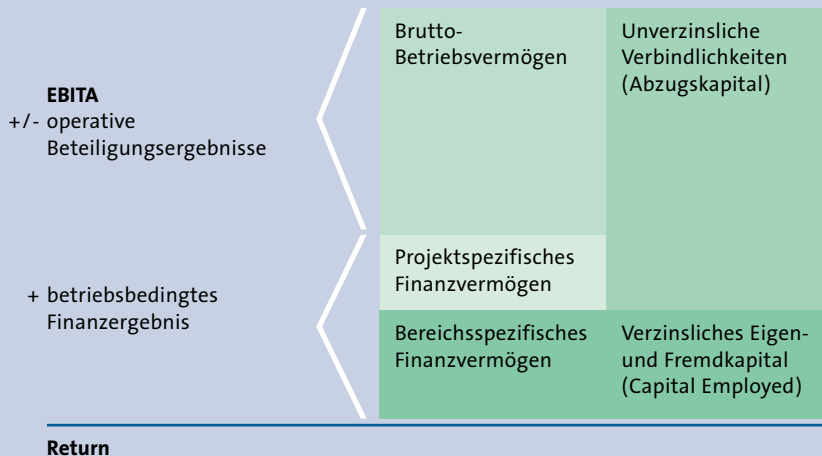 EBITA
+/- operative
Beteiligungsergebnisse
+ betriebsbedingtes
Finanzergebnis
Return
Brutto-
Betriebsvermögen
Projektspezifisches
Finanzvermögen
Bereichsspezifisches
Finanzvermögen
Unverzinsliche
Verbindlichkeiten
(Abzugskapital)
Verzinsliches Eigen-
und Fremdkapital
(Capital Employed)